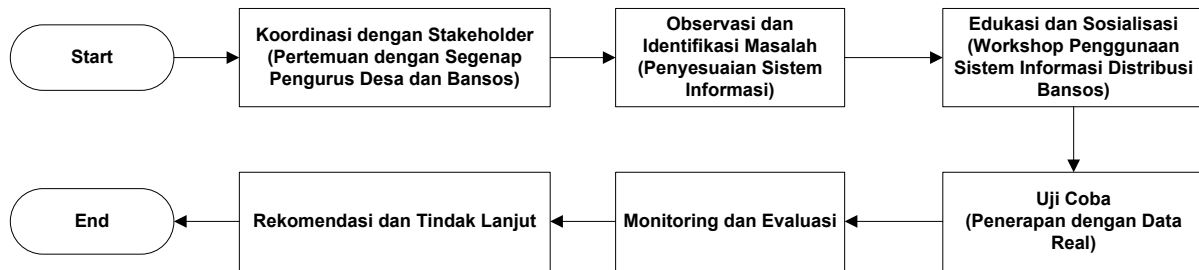 Start
Koordinasi dengan Stakeholder
(Pertemuan dengan Segenap
Pengurus Desa dan Bansos)
Observasi dan
Identifikasi Masalah
(Penyesuaian Sistem
Informasi)
Edukasi dan Sosialisasi
(Workshop Penggunaan
Sistem Informasi Distribusi
Bansos)
Uji Coba
(Penerapan dengan Data
Real)
Monitoring dan Evaluasi
Rekomendasi dan Tindak Lanjut
End